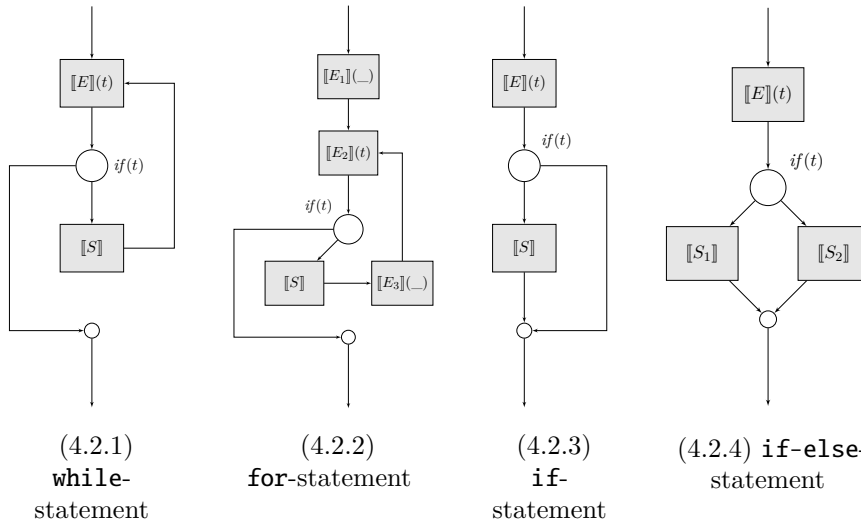 ⟦E⟧(t)
if(t)
⟦S⟧
(4.2.1)
while-
statement
⟦E₁⟧(_)
⟦E₂⟧(t)
if(t)
⟦S⟧
⟦E₃⟧(_)
(4.2.2)
for-statement
⟦E⟧(t)
if(t)
⟦S⟧
(4.2.3)
if-
statement
⟦E⟧(t)
if(t)
⟦S₁⟧
⟦S₂⟧
(4.2.4) if-else-
statement